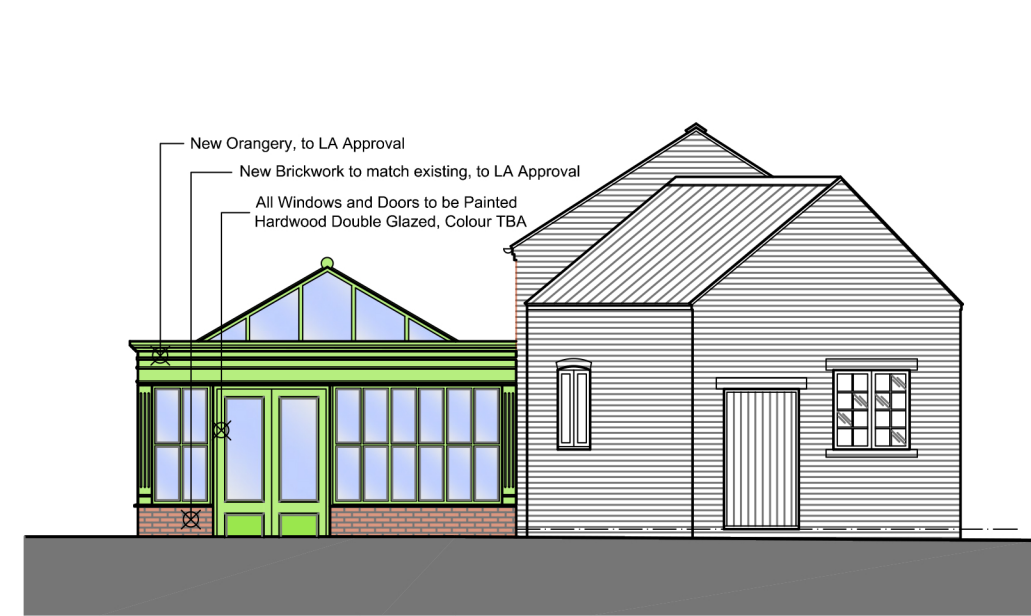 New Orangery, to LA Approval
New Brickwork to match existing, to LA Approval
All Windows and Doors to be Painted
Hardwood Double Glazed, Colour TBA